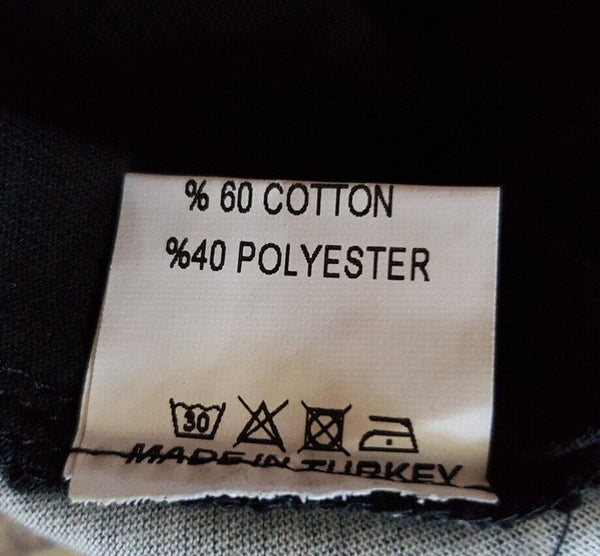 % 60 COTTON
%40 POLYESTER
30
MADE IN TURKEY